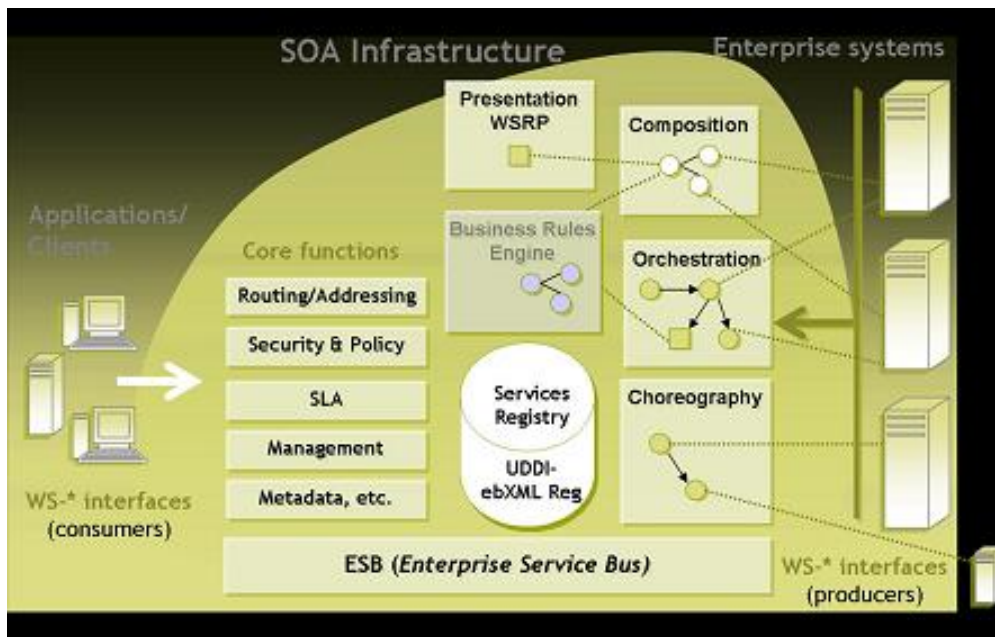 SOA Infrastructure
Enterprise systems
Applications/
Clients
Core functions
Routing/Addressing
Security & Policy
SLA
Management
Metadata, etc.
Presentation
WSRP
Business Rules
Engine
Services
Registry
UDDI-
ebXML Reg
Composition
Orchestration
Choreography
ESB (Enterprise Service Bus)
WS-* interfaces
(consumers)
WS-* interfaces
(producers)